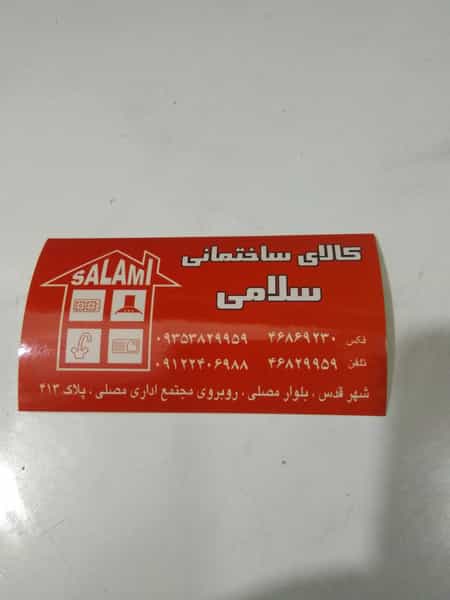 کالای ساختمانی
سلامی
SALAMI
فکس ۴۶۸۶۹۲۳۰ ۰۹۳۵۳۸۲۹۹۵۹
تلفن ۴۶۸۲۹۹۵۹ ۰۹۱۲۲۴۰۶۹۸۸
شهر قدس ، بلوار مصلی ، روبروی مجتمع اداری مصلی ، پلاک ۴۱۳